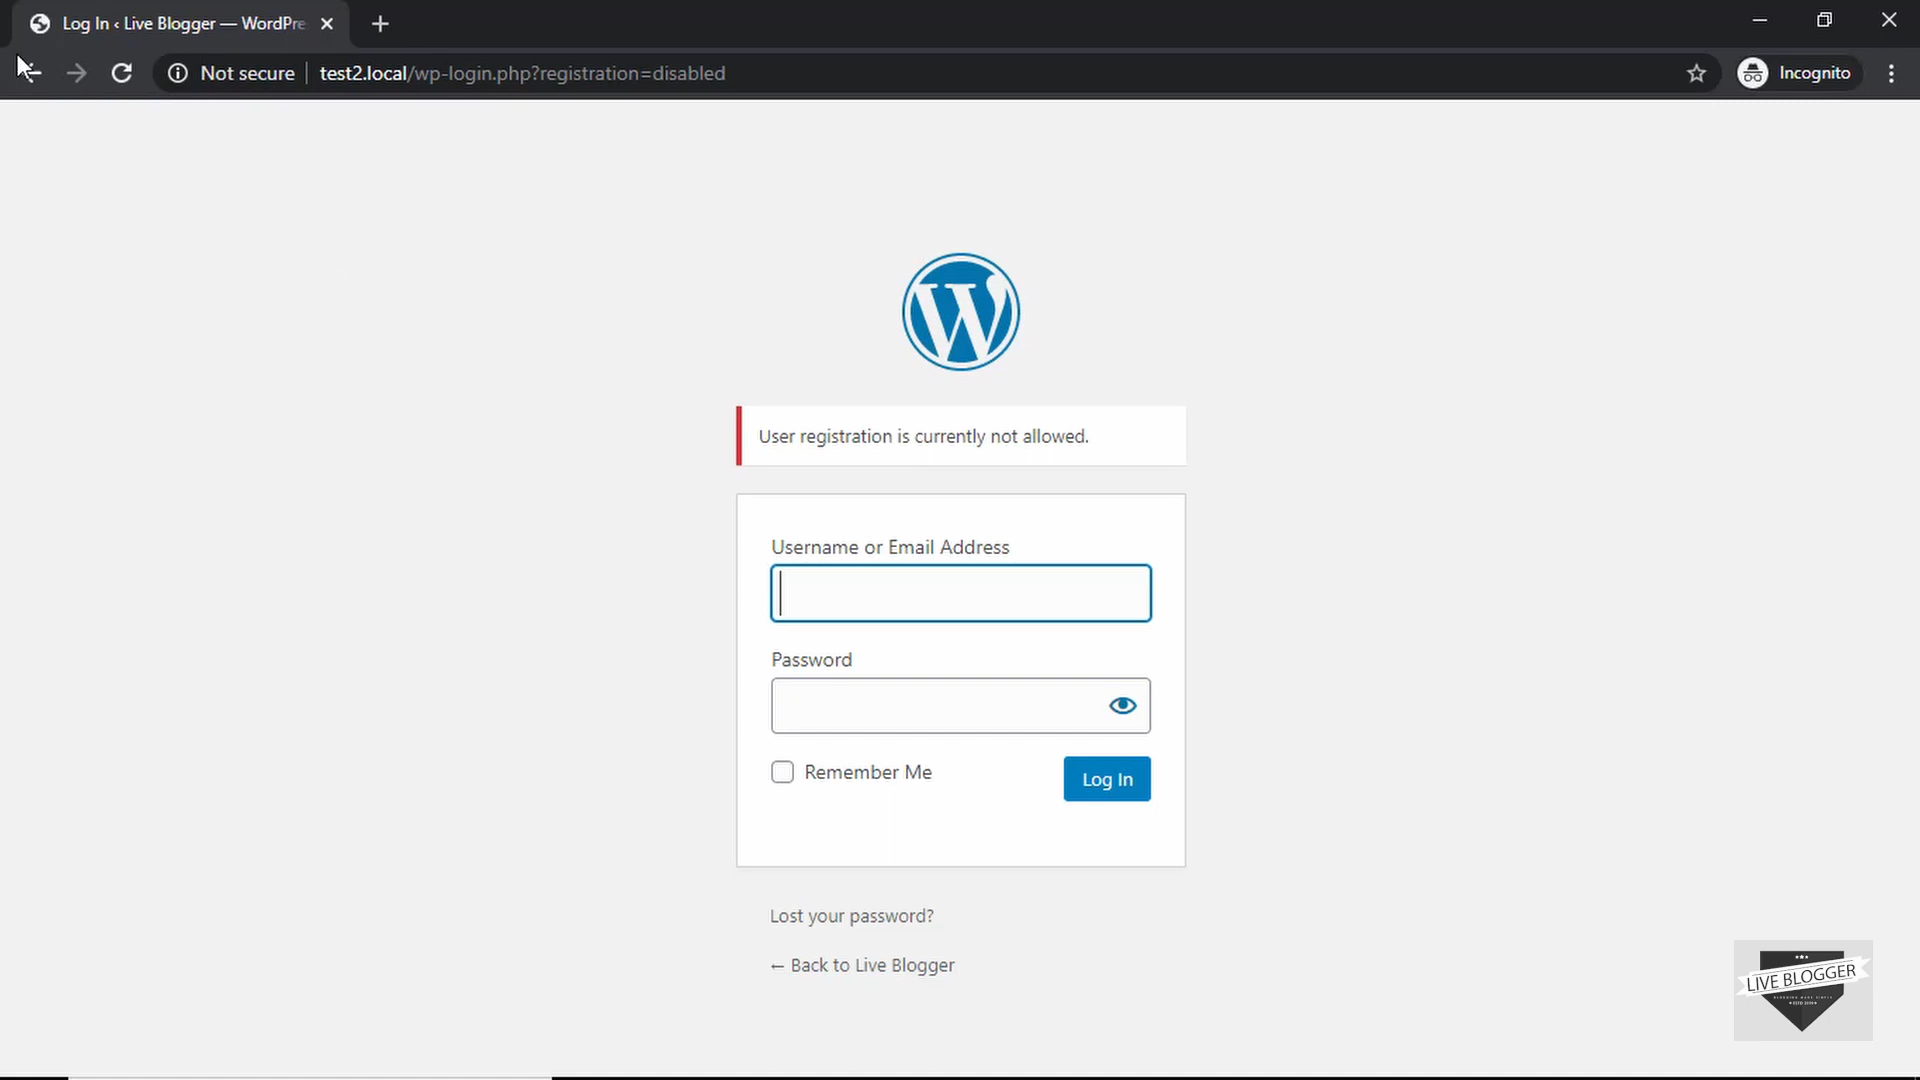 Log In ‹ Live Blogger — WordPre
Not secure
test2.local/wp-login.php?registration=disabled
Incognito
User registration is currently not allowed.
Username or Email Address
Password
Remember Me
Log In
Lost your password?
← Back to Live Blogger
LIVE BLOGGER